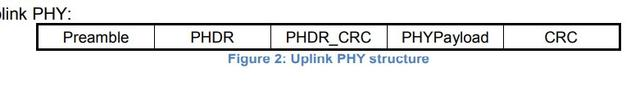 link PHY:
Preamble PHDR PHDR_CRC PHYPayload CRC
Figure 2: Uplink PHY structure